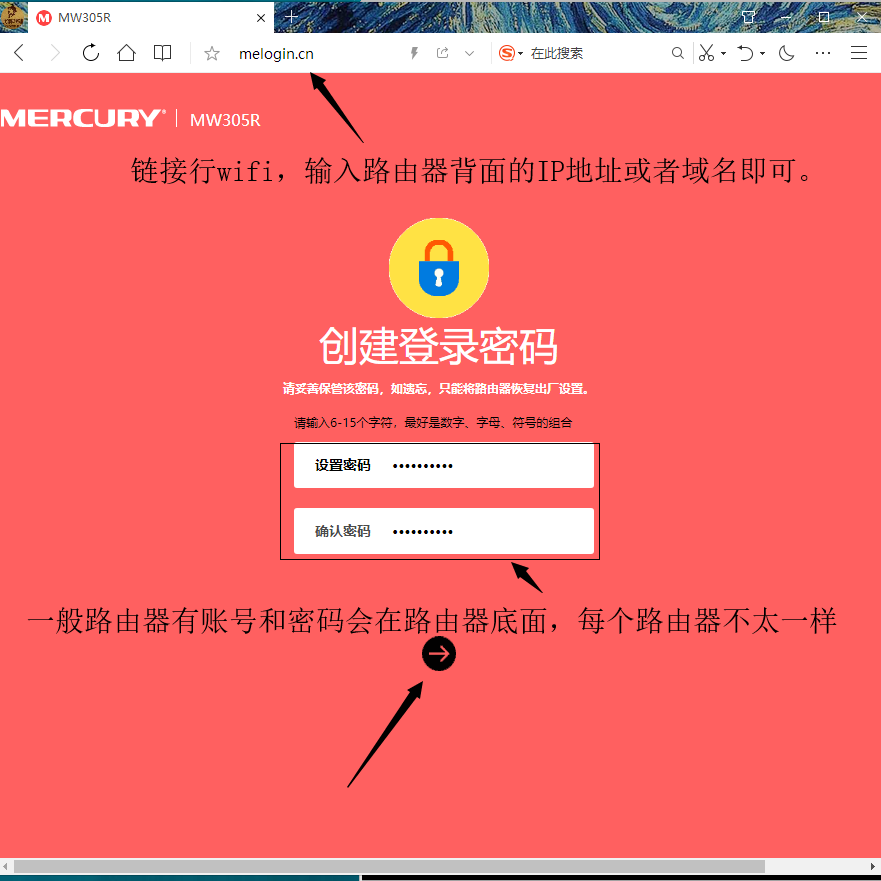 MW305R
melogin.cn
在此搜索
MERCURY® | MW305R
链接行wifi，输入路由器背面的IP地址或者域名即可。
创建登录密码
请妥善保管该密码，如遗忘，只能将路由器恢复出厂设置。
请输入6-15个字符，最好是数字、字母、符号的组合
设置密码 ••••••••••
确认密码 ••••••••••
一般路由器有账号和密码会在路由器底面，每个路由器不太一样